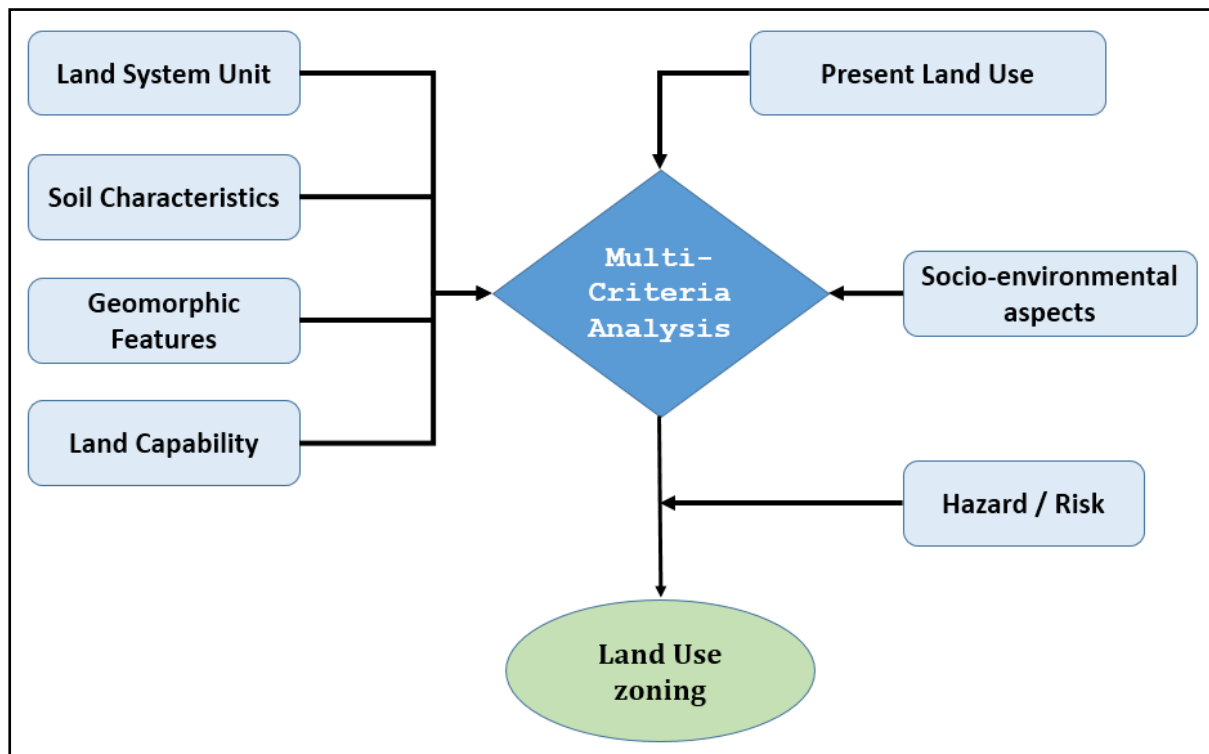 Land System Unit
Present Land Use
Soil Characteristics
Multi-
Criteria
Analysis
Socio-environmental
aspects
Geomorphic
Features
Land Capability
Hazard / Risk
Land Use
zoning